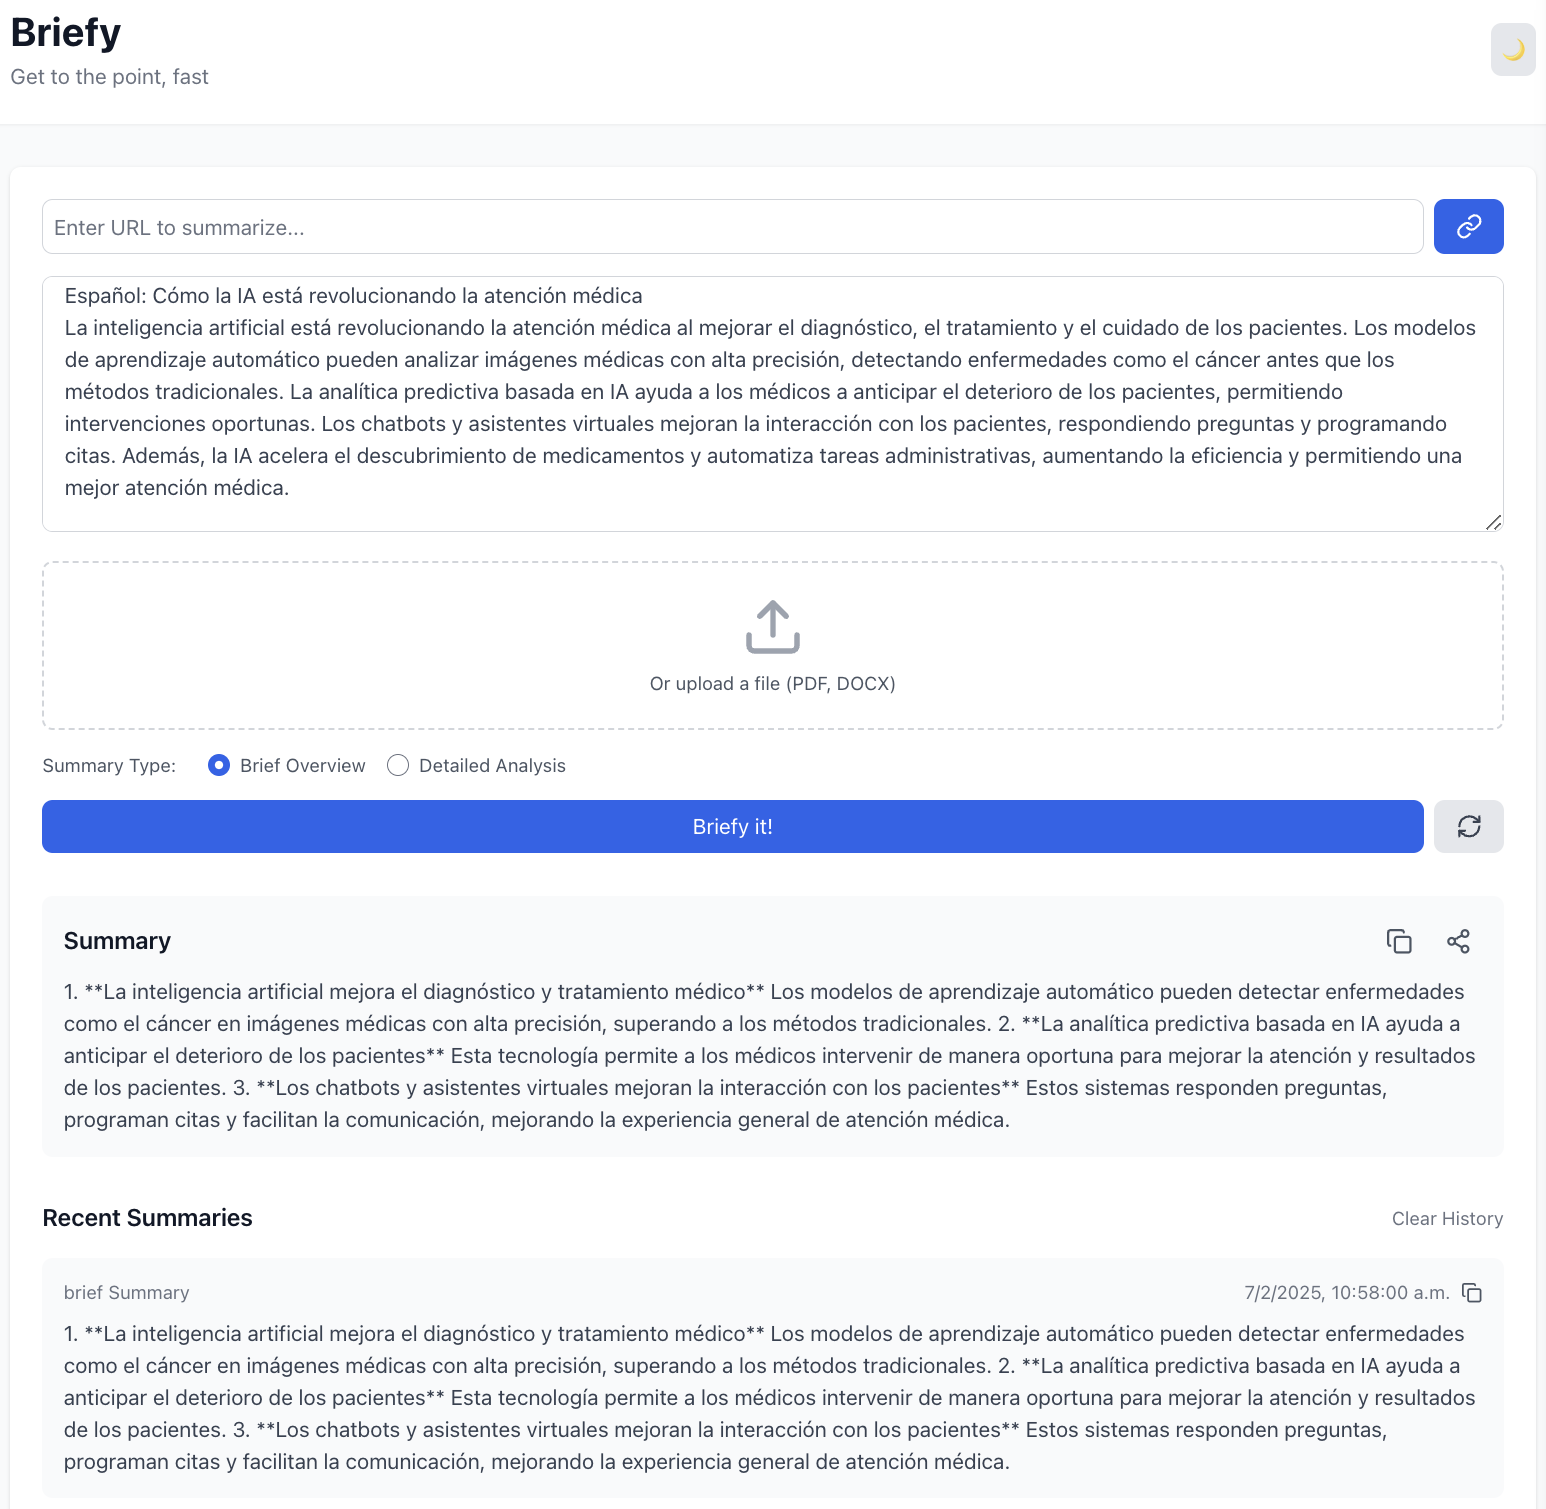 Briefy
Get to the point, fast
Enter URL to summarize...
Español: Cómo la IA está revolucionando la atención médica
La inteligencia artificial está revolucionando la atención médica al mejorar el diagnóstico, el tratamiento y el cuidado de los pacientes. Los modelos
de aprendizaje automático pueden analizar imágenes médicas con alta precisión, detectando enfermedades como el cáncer antes que los
métodos tradicionales. La analítica predictiva basada en IA ayuda a los médicos a anticipar el deterioro de los pacientes, permitiendo
intervenciones oportunas. Los chatbots y asistentes virtuales mejoran la interacción con los pacientes, respondiendo preguntas y programando
citas. Además, la IA acelera el descubrimiento de medicamentos y automatiza tareas administrativas, aumentando la eficiencia y permitiendo una
mejor atención médica.
Or upload a file (PDF, DOCX)
Summary Type: Brief Overview Detailed Analysis
Briefy it!
Summary
1. **La inteligencia artificial mejora el diagnóstico y tratamiento médico** Los modelos de aprendizaje automático pueden detectar enfermedades
como el cáncer en imágenes médicas con alta precisión, superando a los métodos tradicionales. 2. **La analítica predictiva basada en IA ayuda a
anticipar el deterioro de los pacientes** Esta tecnología permite a los médicos intervenir de manera oportuna para mejorar la atención y resultados
de los pacientes. 3. **Los chatbots y asistentes virtuales mejoran la interacción con los pacientes** Estos sistemas responden preguntas,
programan citas y facilitan la comunicación, mejorando la experiencia general de atención médica.
Recent Summaries Clear History
brief Summary 7/2/2025, 10:58:00 a.m.
1. **La inteligencia artificial mejora el diagnóstico y tratamiento médico** Los modelos de aprendizaje automático pueden detectar enfermedades
como el cáncer en imágenes médicas con alta precisión, superando a los métodos tradicionales. 2. **La analítica predictiva basada en IA ayuda a
anticipar el deterioro de los pacientes** Esta tecnología permite a los médicos intervenir de manera oportuna para mejorar la atención y resultados
de los pacientes. 3. **Los chatbots y asistentes virtuales mejoran la interacción con los pacientes** Estos sistemas responden preguntas,
programan citas y facilitan la comunicación, mejorando la experiencia general de atención médica.